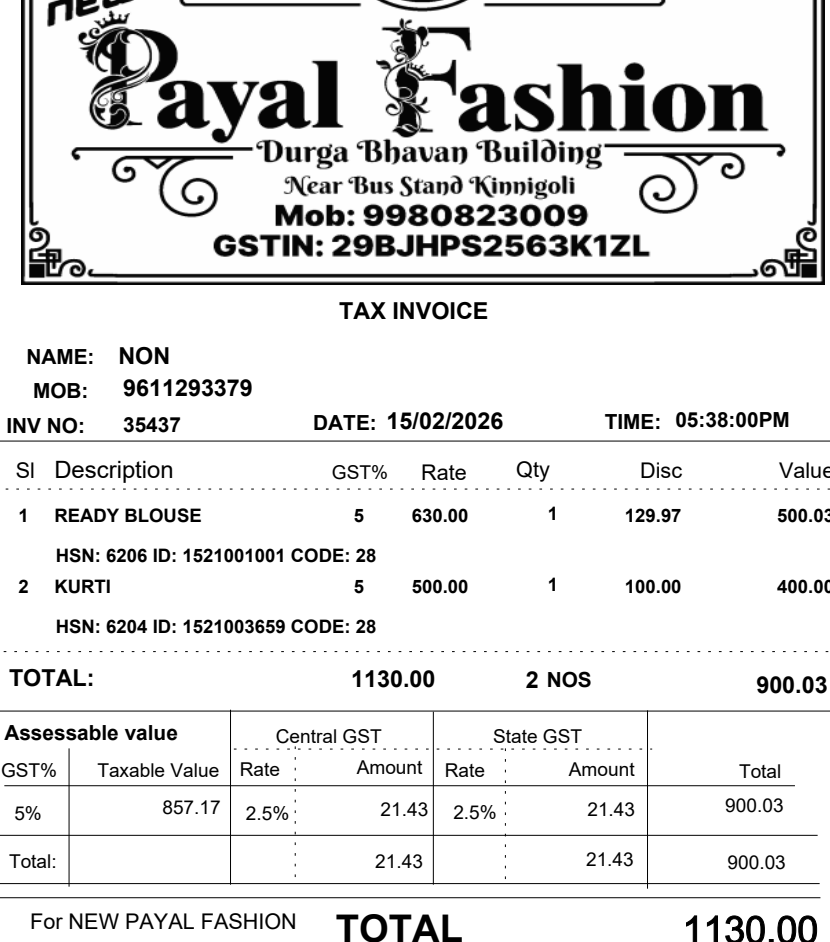 new
Payal Fashion
Durga Bhavan Building
Near Bus Stand Kinnigoli
Mob: 9980823009
GSTIN: 29BJHPS2563K1ZL
TAX INVOICE
NAME: NON
MOB: 9611293379
INV NO: 35437 DATE: 15/02/2026 TIME: 05:38:00PM
Sl Description GST% Rate Qty Disc Value
1 READY BLOUSE 5 630.00 1 129.97 500.03
HSN: 6206 ID: 1521001001 CODE: 28
2 KURTI 5 500.00 1 100.00 400.00
HSN: 6204 ID: 1521003659 CODE: 28
TOTAL: 1130.00 2 NOS 900.03
Assessable value Central GST State GST
GST% Taxable Value Rate Amount Rate Amount Total
5% 857.17 2.5% 21.43 2.5% 21.43 900.03
Total: 21.43 21.43 900.03
For NEW PAYAL FASHION TOTAL 1130.00